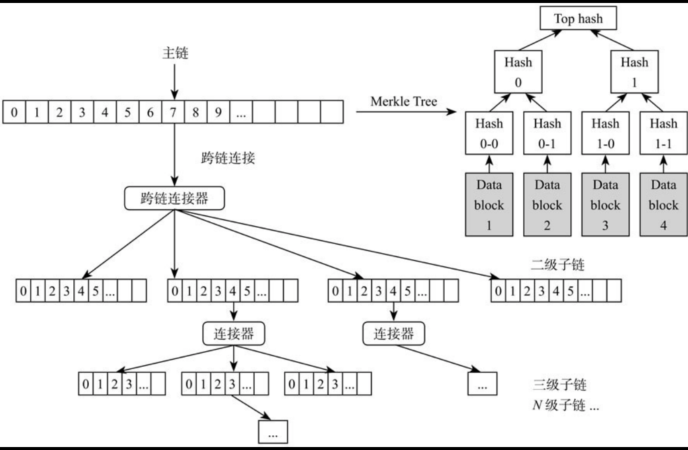 Top hash
主链
Hash
0
Hash
1
0 1 2 3 4 5 6 7 8 9 ...
Merkle Tree
Hash
0-0
Hash
0-1
Hash
1-0
Hash
1-1
跨链连接
跨链连接器
Data
block
1
Data
block
2
Data
block
3
Data
block
4
二级子链
0 1 2 3 4 5 ...
0 1 2 3 4 5 ...
0 1 2 3 4 5 ...
0 1 2 3 4 5 ...
连接器
连接器
0 1 2 3 ...
0 1 2 3 ...
0 1 2 3 ...
...
三级子链
N 级子链 ...
...